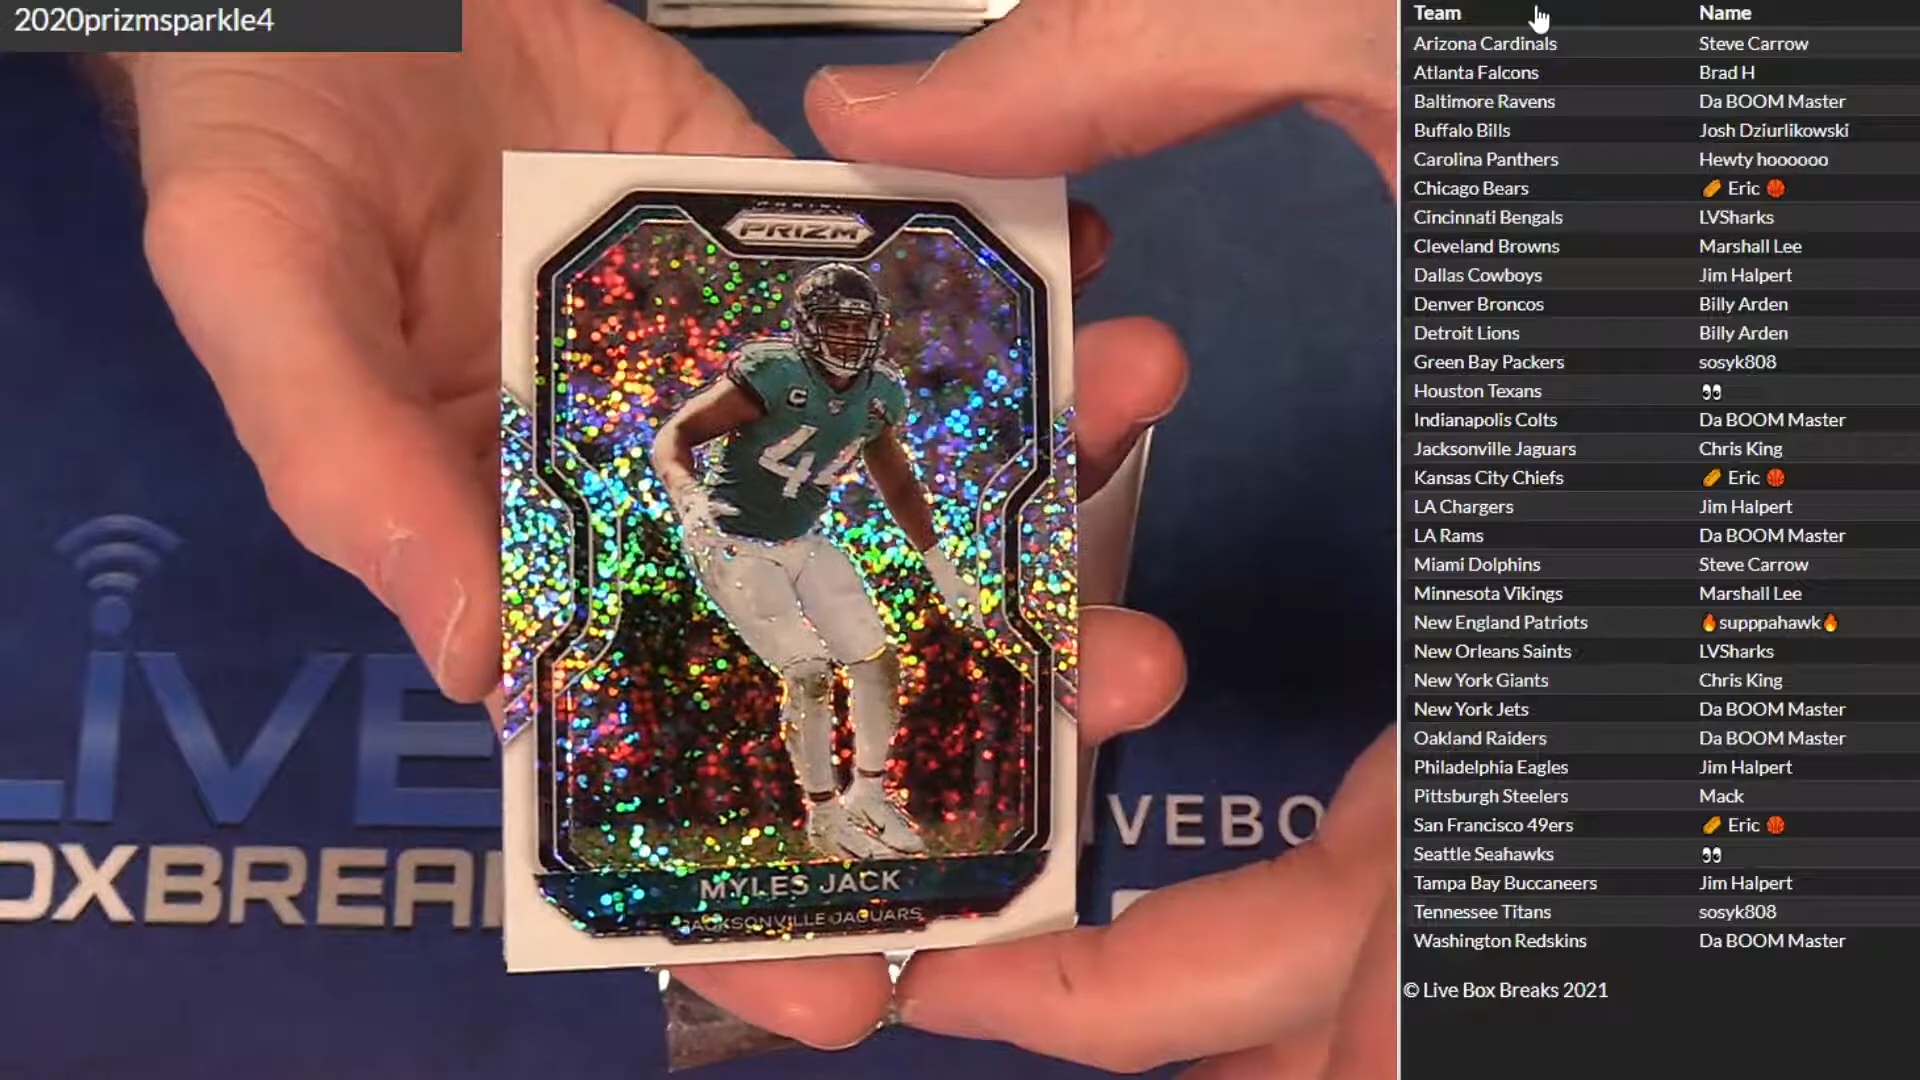 2020prizmsparkle4
PANINI
PRIZM
C
44
MYLES JACK
JACKSONVILLE JAGUARS
LIVE
OXBREA
IVEBO
Team Name
Arizona Cardinals Steve Carrow
Atlanta Falcons Brad H
Baltimore Ravens Da BOOM Master
Buffalo Bills Josh Dziurlikowski
Carolina Panthers Hewty hoooooo
Chicago Bears Eric
Cincinnati Bengals LVSharks
Cleveland Browns Marshall Lee
Dallas Cowboys Jim Halpert
Denver Broncos Billy Arden
Detroit Lions Billy Arden
Green Bay Packers sosyk808
Houston Texans 👀
Indianapolis Colts Da BOOM Master
Jacksonville Jaguars Chris King
Kansas City Chiefs Eric
LA Chargers Jim Halpert
LA Rams Da BOOM Master
Miami Dolphins Steve Carrow
Minnesota Vikings Marshall Lee
New England Patriots 🔥supppahawk🔥
New Orleans Saints LVSharks
New York Giants Chris King
New York Jets Da BOOM Master
Oakland Raiders Da BOOM Master
Philadelphia Eagles Jim Halpert
Pittsburgh Steelers Mack
San Francisco 49ers Eric
Seattle Seahawks 👀
Tampa Bay Buccaneers Jim Halpert
Tennessee Titans sosyk808
Washington Redskins Da BOOM Master
© Live Box Breaks 2021